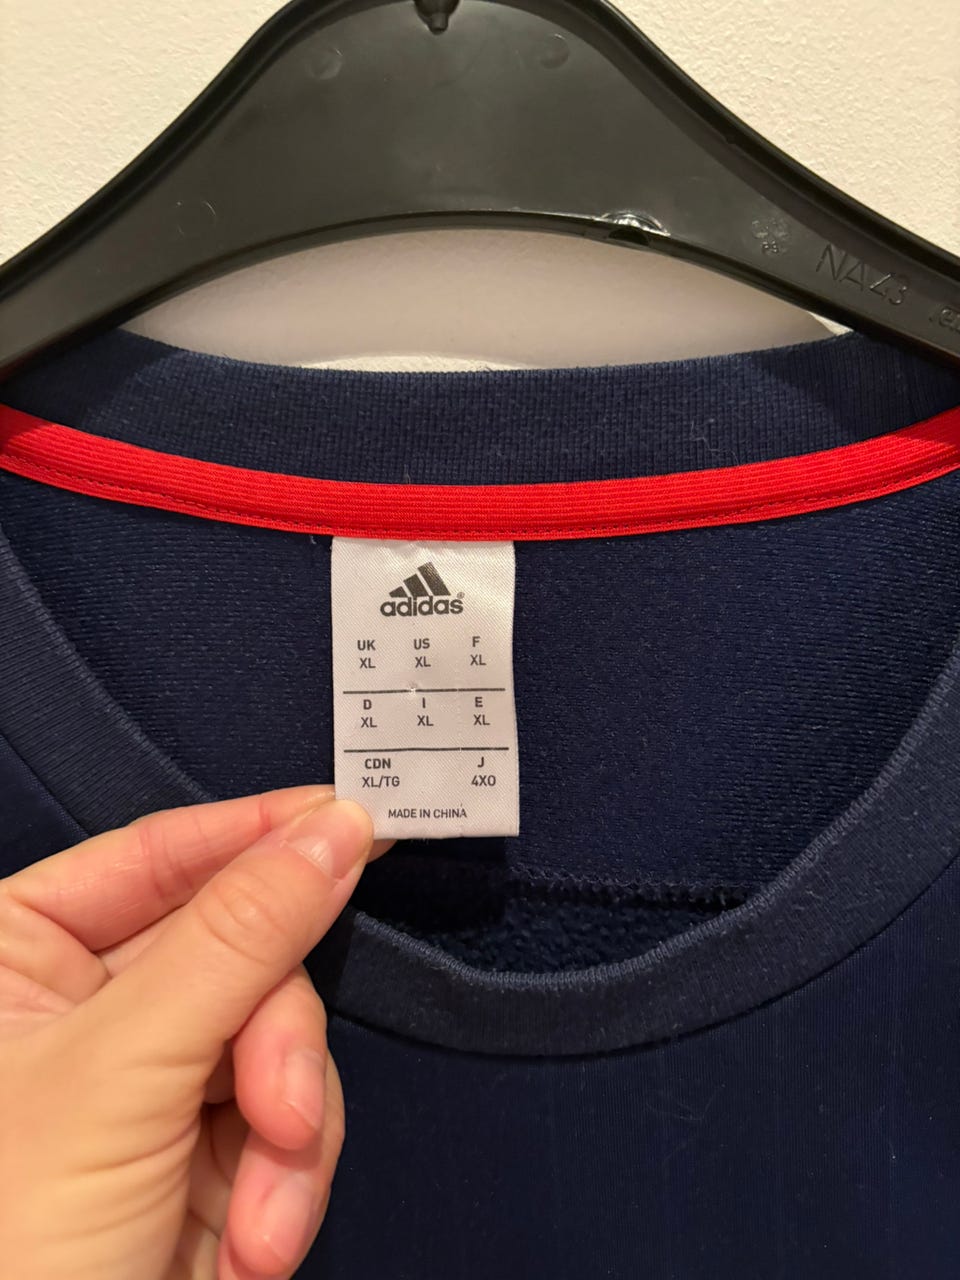 NA43
adidas®
UK US F
XL XL XL
D I E
XL XL XL
CDN J
XL/TG 4XO
MADE IN CHINA